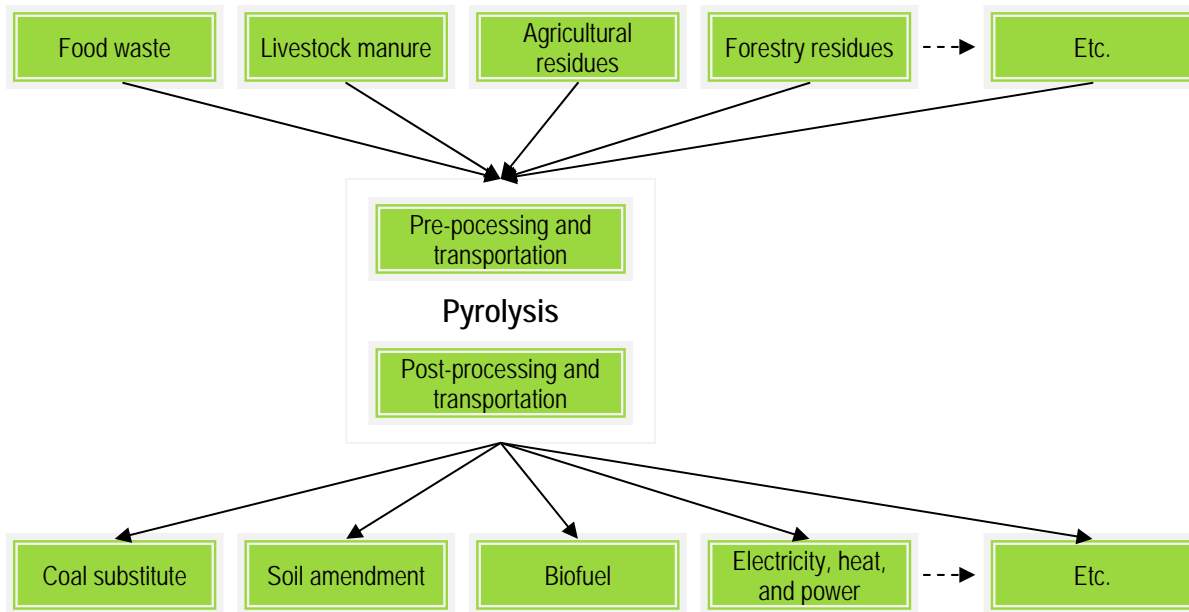 Food waste
Livestock manure
Agricultural
residues
Forestry residues
Etc.
Pre-pocessing and
transportation
Pyrolysis
Post-processing and
transportation
Coal substitute
Soil amendment
Biofuel
Electricity, heat,
and power
Etc.